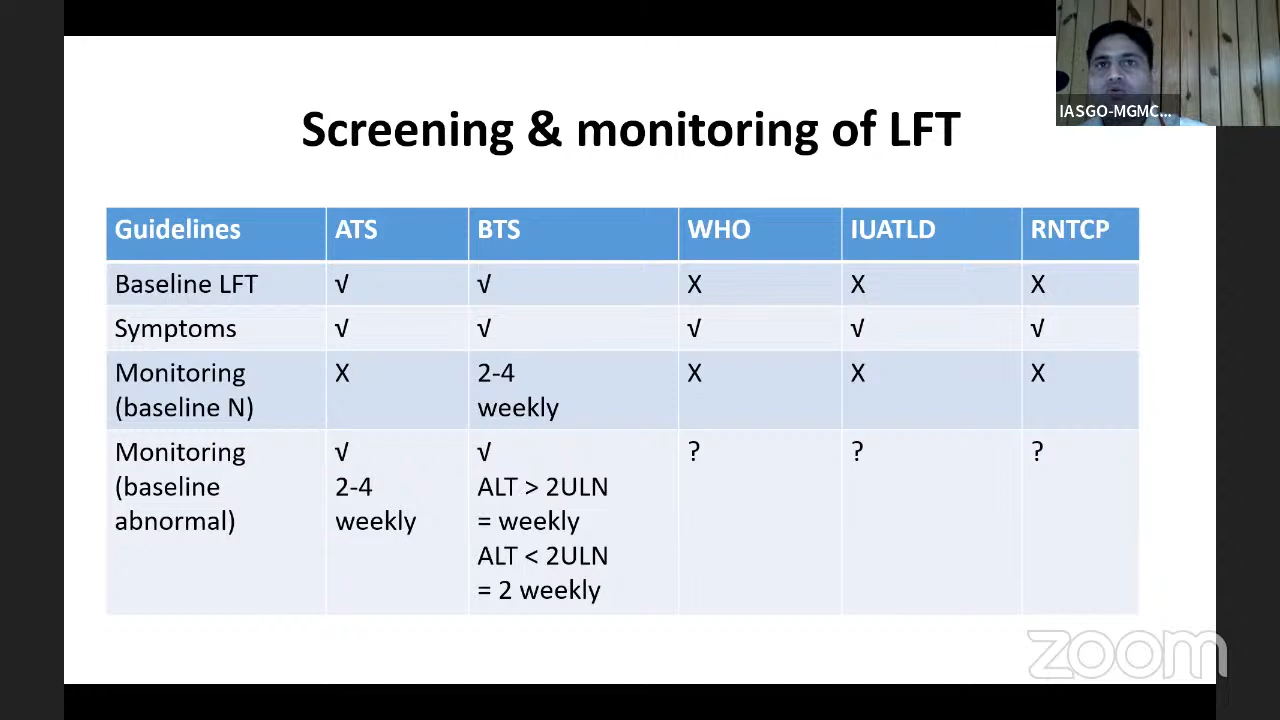 IASGO-MGMC...
Screening & monitoring of LFT
Guidelines ATS BTS WHO IUATLD RNTCP
Baseline LFT √ √ X X X
Symptoms √ √ √ √ √
Monitoring (baseline N) X 2-4 weekly X X X
Monitoring (baseline abnormal) √ 2-4 weekly √ ALT > 2ULN = weekly ALT < 2ULN = 2 weekly ? ? ?
zoom